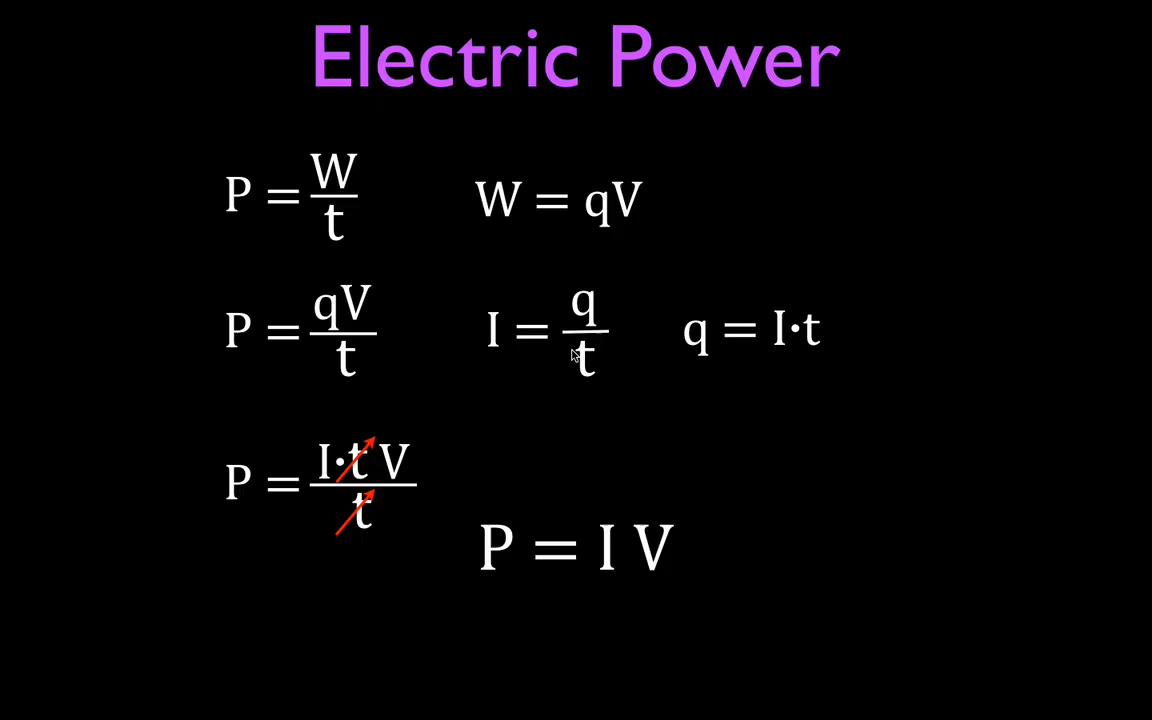 Electric Power
P = W/t    W = qV
P = qV/t    I = q/t    q = I·t
P = I·t V/t
P = I V